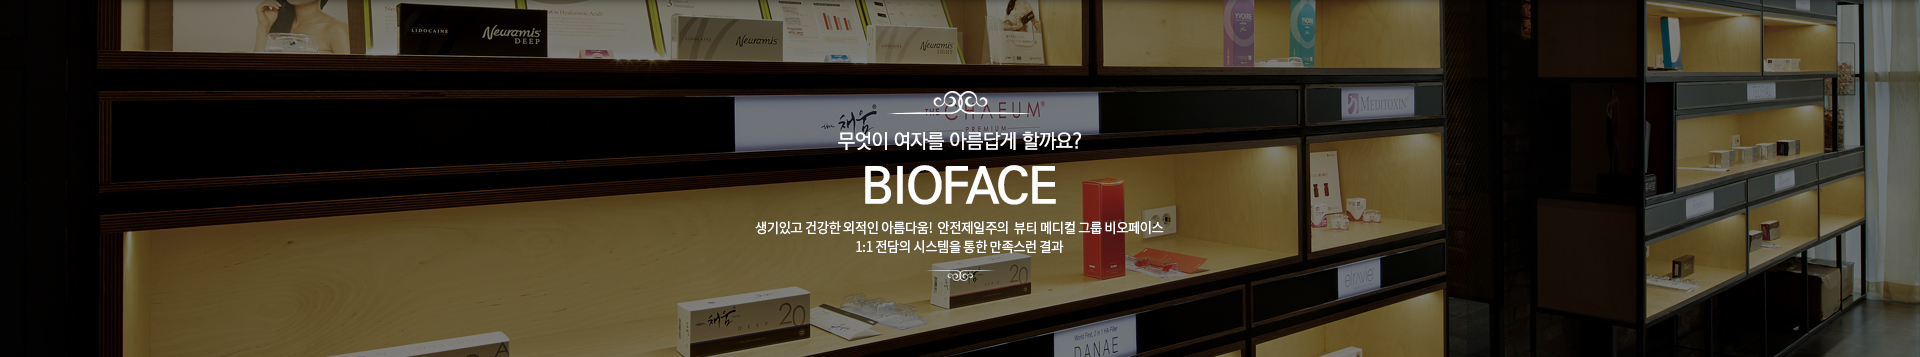 LIDOCAINE
Neuramis
DEEP
Neuramis
Neuramis
LIGHT
YVOIRE
YVOIRE
THE CHAEUM®
PREMIUM
채움
MEDITOXIN®
무엇이 여자를 아름답게 할까요?
BIOFACE
생기있고 건강한 외적인 아름다움! 안전제일주의 뷰티 메디컬 그룹 비오페이스
1:1 전담의 시스템을 통한 만족스런 결과
20
채움
20
elravie
DANAE